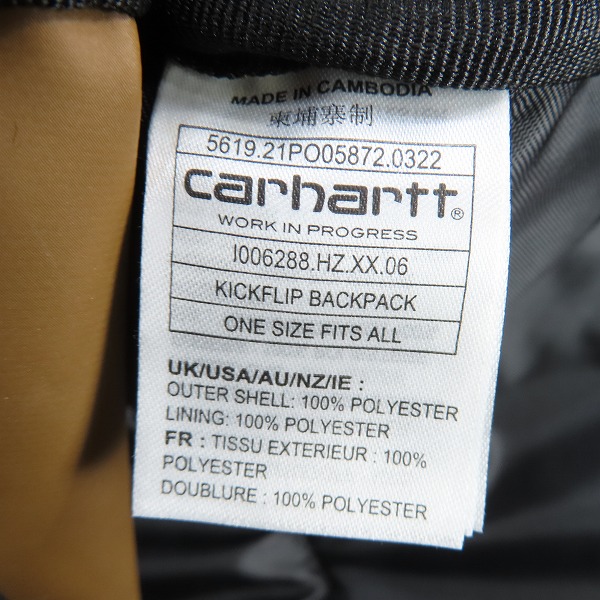 MADE IN CAMBODIA
柬埔寨制
5619.21PO05872.0322
carhartt®
WORK IN PROGRESS
I006288.HZ.XX.06
KICKFLIP BACKPACK
ONE SIZE FITS ALL
UK/USA/AU/NZ/IE :
OUTER SHELL: 100% POLYESTER
LINING: 100% POLYESTER
FR : TISSU EXTERIEUR : 100%
POLYESTER
DOUBLURE : 100% POLYESTER